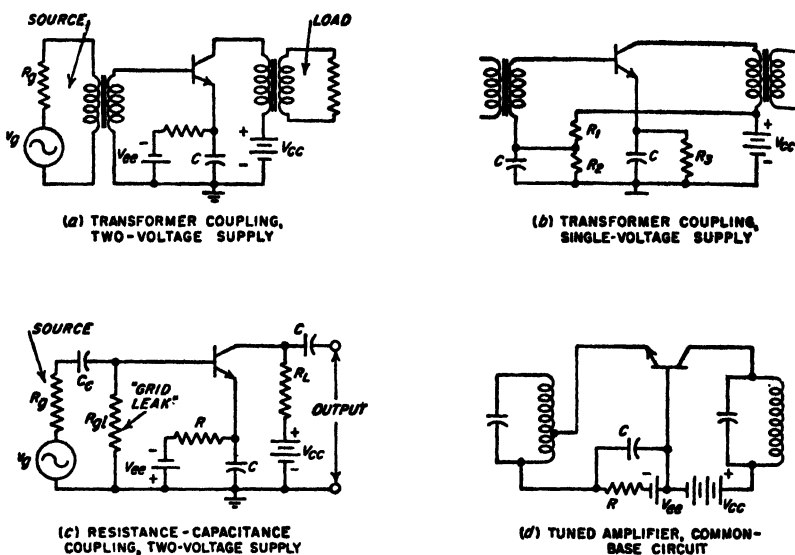 SOURCE
LOAD
Rg
vg
Vee
-
C
+
-
Vcc
(a) TRANSFORMER COUPLING,
TWO-VOLTAGE SUPPLY
R1
R2
C
C
R3
+
-
Vcc
(b) TRANSFORMER COUPLING,
SINGLE-VOLTAGE SUPPLY
SOURCE
Cc
Rg
vg
Rgl
"GRID
LEAK"
R
Vee
-
+
C
C
RL
+
-
Vcc
OUTPUT
(c) RESISTANCE-CAPACITANCE
COUPLING, TWO-VOLTAGE SUPPLY
C
R
-
Vee
+
Vcc
(d) TUNED AMPLIFIER, COMMON-
BASE CIRCUIT